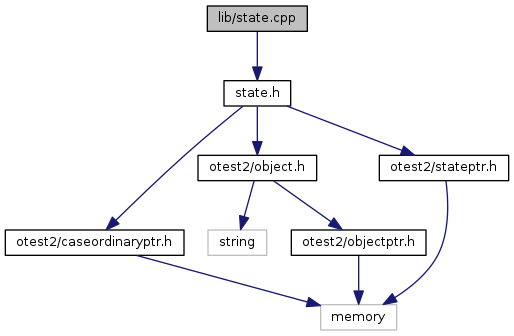 lib/state.cpp
state.h
otest2/object.h
otest2/stateptr.h
otest2/caseordinaryptr.h
string
otest2/objectptr.h
memory